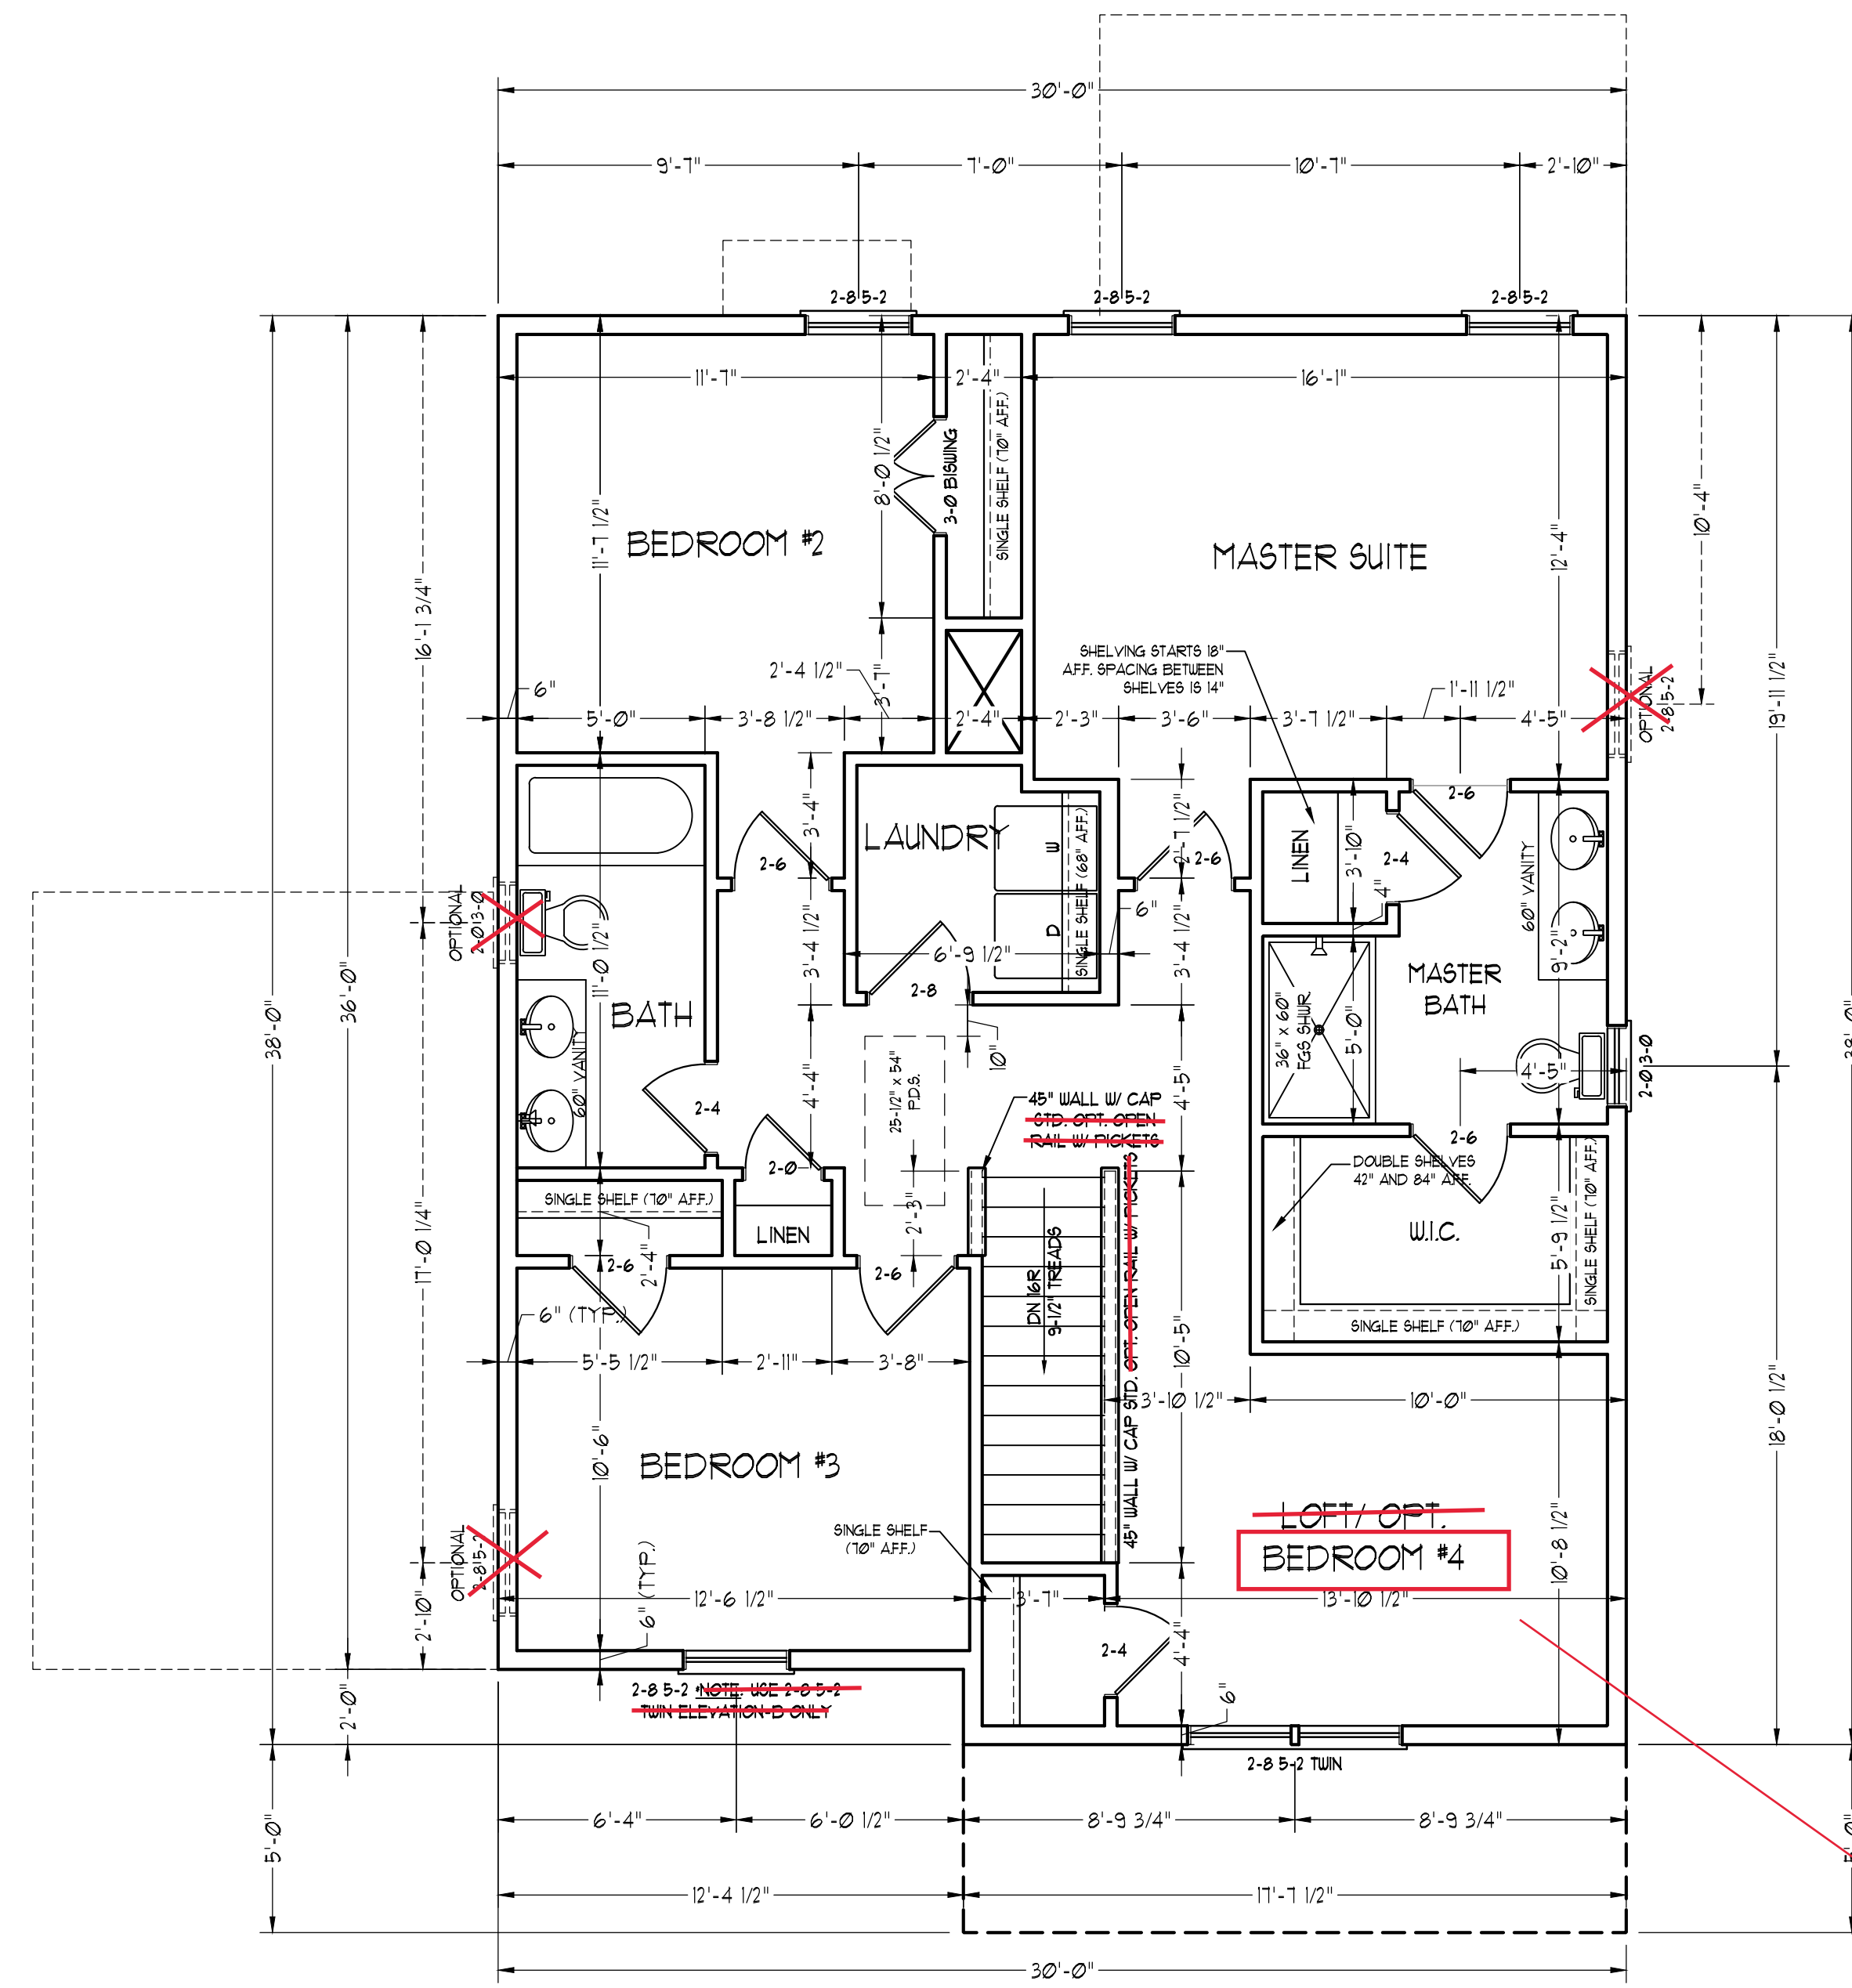 30'-0"
9'-7"
7'-0"
10'-7"
2'-10"
2-8 5-2
2-8 5-2
2-8 5-2
11'-7"
2'-4"
16'-1"
SINGLE SHELF (70" A.F.F.)
3-0 BISWING
8'-0 1/2"
11'-7 1/2"
BEDROOM #2
MASTER SUITE
12'-4"
10'-4"
16'-1 3/4"
SHELVING STARTS 18"
A.F.F. SPACING BETWEEN
SHELVES IS 14"
2'-4 1/2"
3'-7"
6"
1'-11 1/2"
OPTIONAL
2-8 5-2
19'-11 1/2"
5'-0"
3'-8 1/2"
2'-4"
2'-3"
3'-6"
3'-7 1/2"
4'-5"
2-6
3'-4"
LAUNDRY
2'-7 1/2"
2-6
2-6
W
D
SINGLE SHELF (68" A.F.F.)
LINEN
3'-10"
2-4
4"
60" VANITY
OPTIONAL
2-0 3-0
6"
11'-0 1/2"
3'-4 1/2"
6'-9 1/2"
3'-4 1/2"
9'-2"
2-8
MASTER
BATH
BATH
36" x 60"
FGS SHWR.
5'-0"
38'-0"
36'-0"
38'-0"
10"
25-1/2" x 54"
P.D.S.
60" VANITY
4'-4"
4'-5"
4'-5"
2-0 3-0
45" WALL W/ CAP
STD. OPT. OPEN
RAIL W/ PICKETS
2-4
2-6
2-0
DOUBLE SHELVES
42" AND 84" A.F.F.
SINGLE SHELF (70" A.F.F.)
SINGLE SHELF (70" A.F.F.)
W.I.C.
5'-9 1/2"
LINEN
2'-3"
2'-4"
17'-0 1/4"
2-6
2-6
DN 16R
9-1/2" TREADS
6" (TYP.)
SINGLE SHELF (70" A.F.F.)
10'-5"
5'-5 1/2"
2'-11"
3'-8"
45" WALL W/ CAP STD. OPT. OPEN RAIL W/ PICKETS
3'-10 1/2"
10'-0"
18'-0 1/2"
10'-6"
BEDROOM #3
LOFT/ OPT.
BEDROOM #4
SINGLE SHELF
(70" A.F.F.)
10'-8 1/2"
OPTIONAL
2-8 5-2
6" (TYP.)
12'-6 1/2"
3'-7"
13'-10 1/2"
2'-10"
2-4
4'-4"
2-8 5-2 *NOTE: USE 2-8 5-2
TWIN ELEVATION-D ONLY
6"
2'-0"
2-8 5-2 TWIN
6'-4"
6'-0 1/2"
8'-9 3/4"
8'-9 3/4"
5'-0"
5'-0"
12'-4 1/2"
17'-7 1/2"
30'-0"